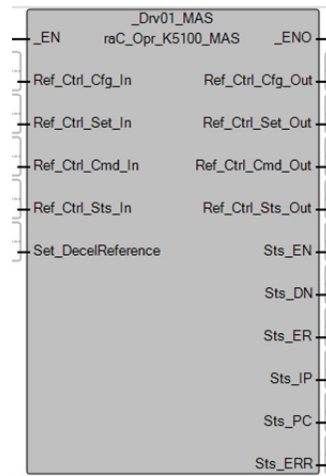 _Drv01_MAS
_EN raC_Opr_K5100_MAS _ENO
Ref_Ctrl_Cfg_In Ref_Ctrl_Cfg_Out
Ref_Ctrl_Set_In Ref_Ctrl_Set_Out
Ref_Ctrl_Cmd_In Ref_Ctrl_Cmd_Out
Ref_Ctrl_Sts_In Ref_Ctrl_Sts_Out
Set_DecelReference Sts_EN
Sts_DN
Sts_ER
Sts_IP
Sts_PC
Sts_ERR